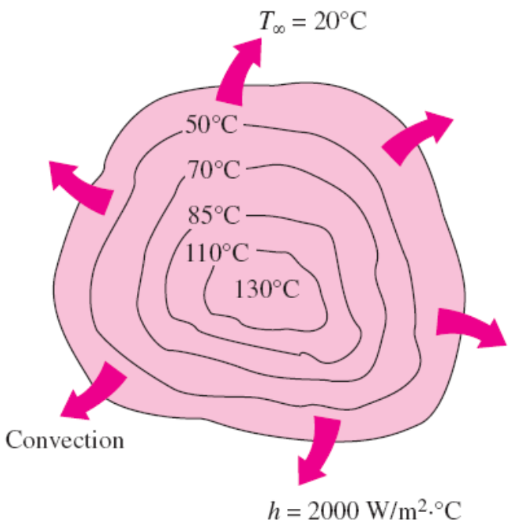 T∞ = 20°C
50°C
70°C
85°C
110°C
130°C
Convection
h = 2000 W/m²·°C